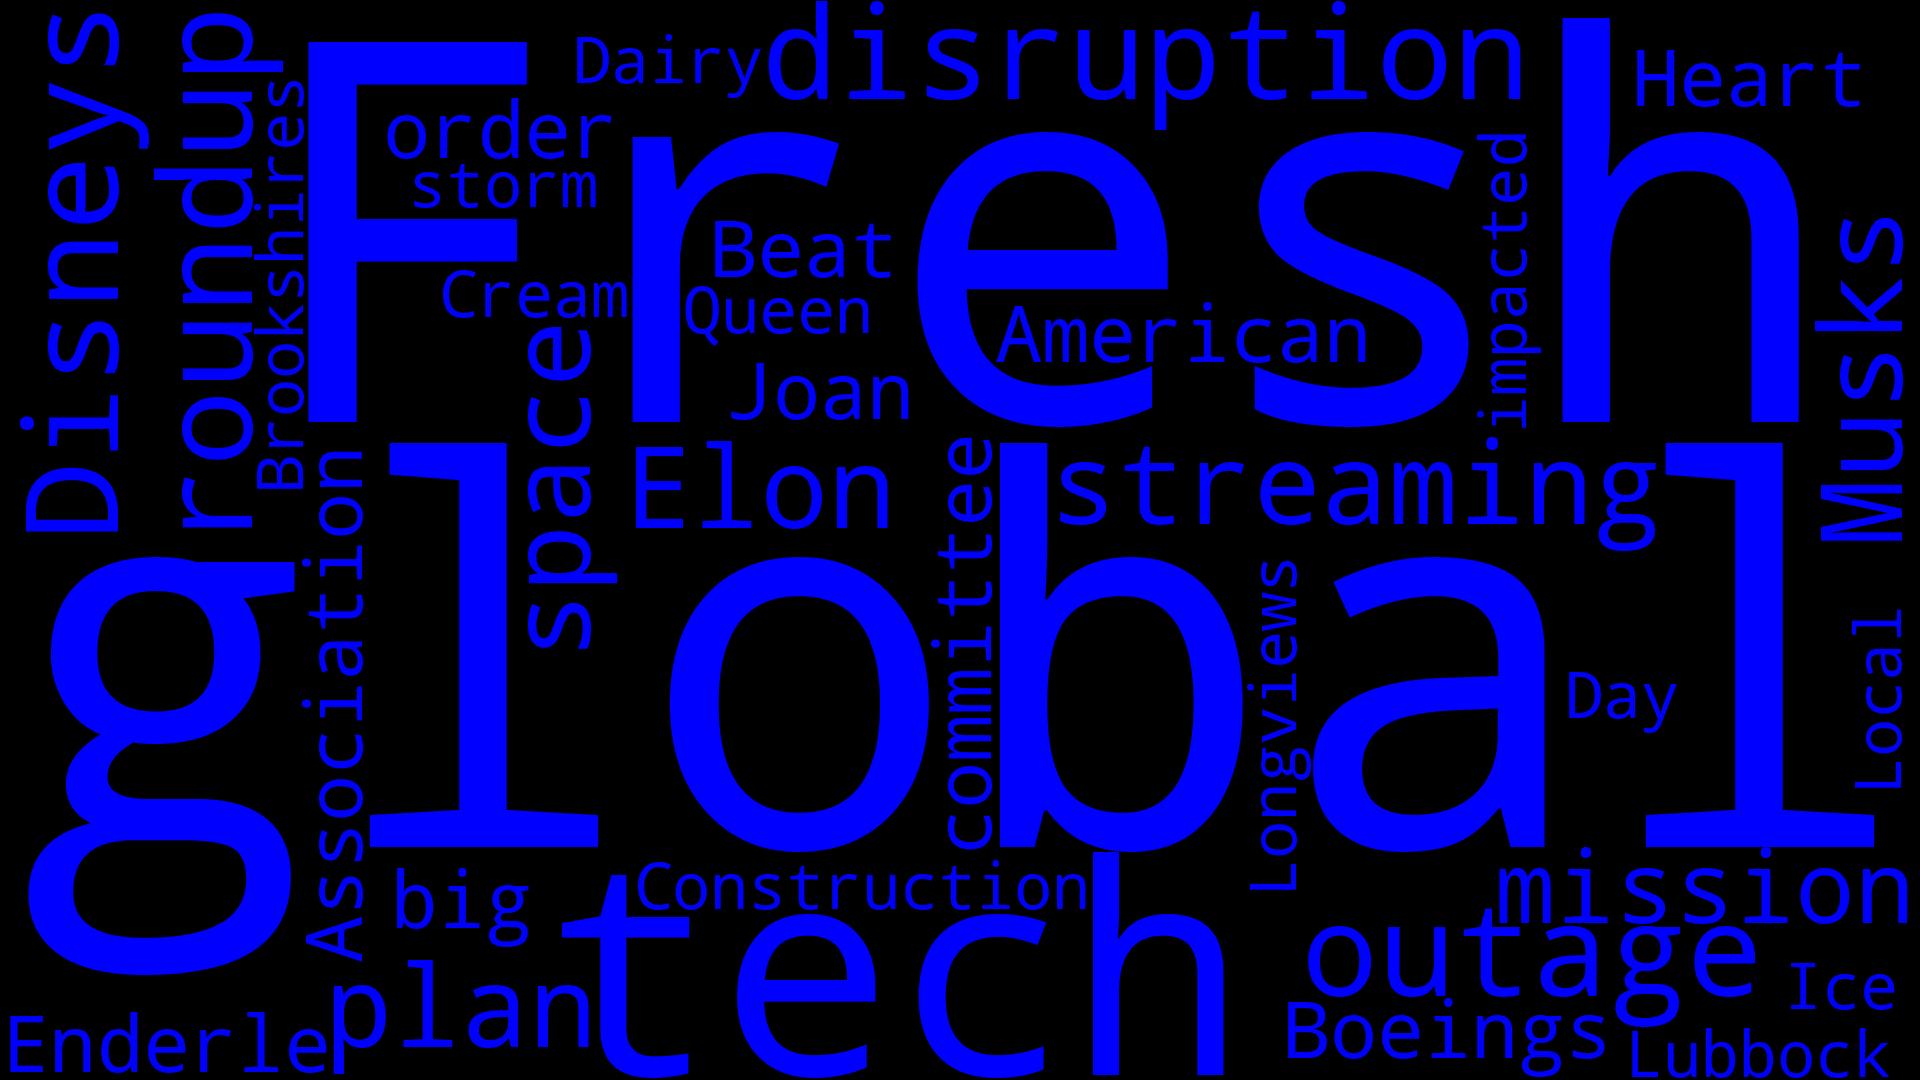 Disneys
roundup
Brookshires
Fresh
Dairy
disruption
Heart
order
storm
Cream
Beat
Queen
American
Joan
impacted
Musks
space
Elon
streaming
Association
committee
global
Longviews
Day
Local
big
Construction
tech
mission
outage
plan
Enderle
Boeings
Ice
Lubbock